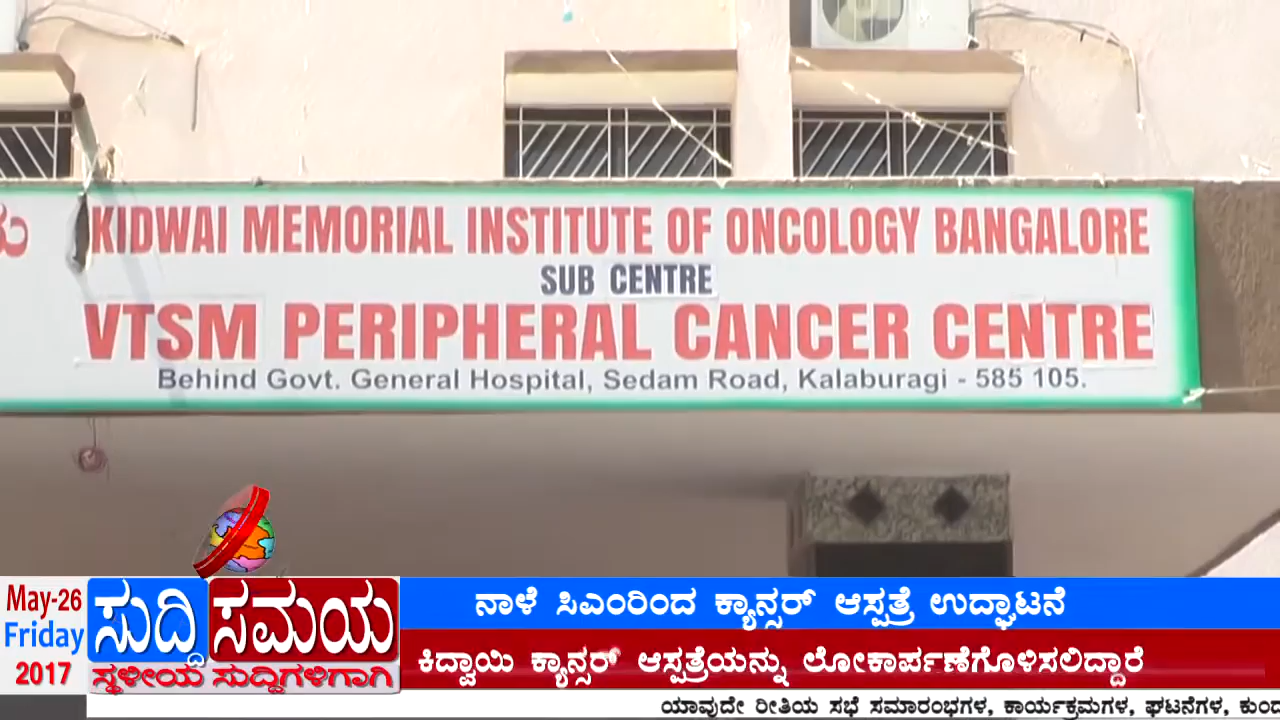 KIDWAI MEMORIAL INSTITUTE OF ONCOLOGY BANGALORE
SUB CENTRE
VTSM PERIPHERAL CANCER CENTRE
Behind Govt. General Hospital, Sedam Road, Kalaburagi - 585 105.
May-26
Friday
2017
ಸುದ್ದಿ ಸಮಯ
ಸ್ಥಳೀಯ ಸುದ್ದಿಗಳಿಗಾಗಿ
ನಾಳೆ ಸಿಎಂರಿಂದ ಕ್ಯಾನ್ಸರ್ ಆಸ್ಪತ್ರೆ ಉದ್ಘಾಟನೆ
ಕಿದ್ವಾಯಿ ಕ್ಯಾನ್ಸರ್ ಆಸ್ಪತ್ರೆಯನ್ನು ಲೋಕಾರ್ಪಣೆಗೊಳಿಸಲಿದ್ದಾರೆ
ಯಾವುದೇ ರೀತಿಯ ಸಭೆ ಸಮಾರಂಭಗಳ, ಕಾರ್ಯಕ್ರಮಗಳ, ಘಟನೆಗಳ,